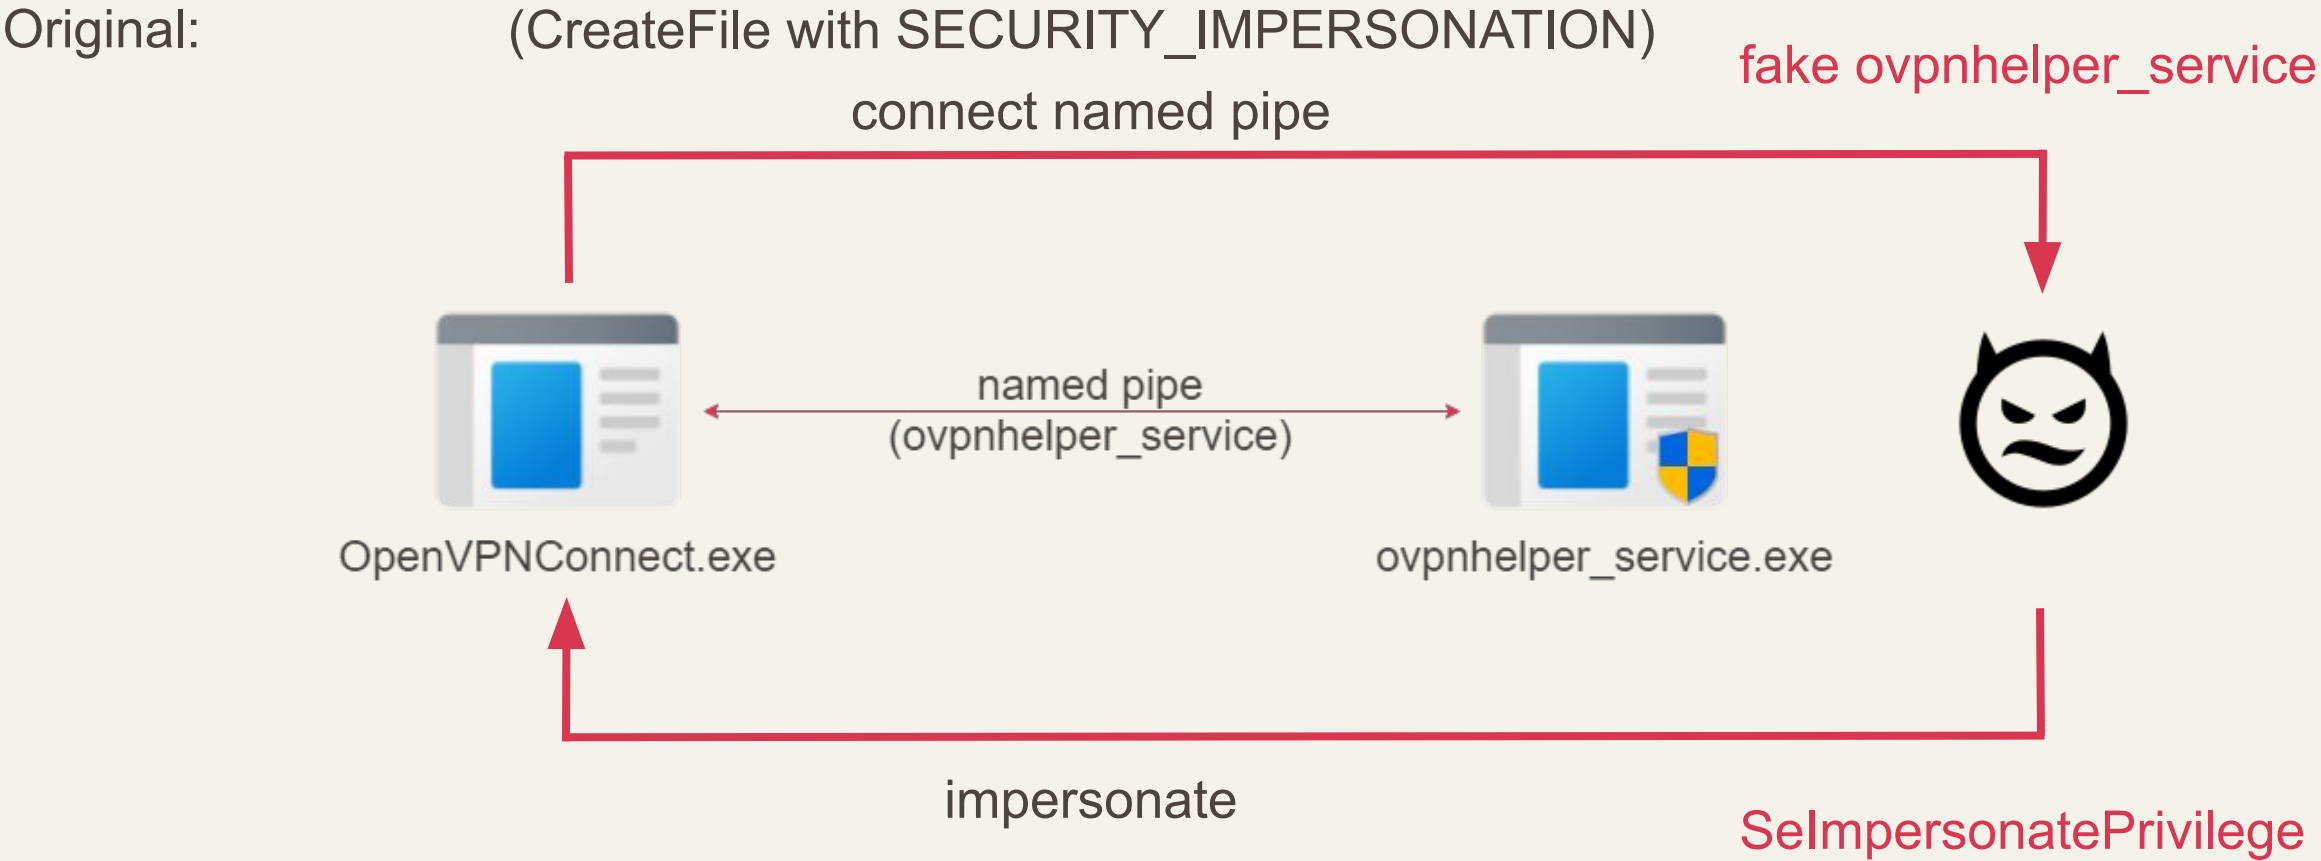 Original:
(CreateFile with SECURITY_IMPERSONATION)
fake ovpnhelper_service
connect named pipe
named pipe
(ovpnhelper_service)
OpenVPNConnect.exe
ovpnhelper_service.exe
impersonate
SeImpersonatePrivilege